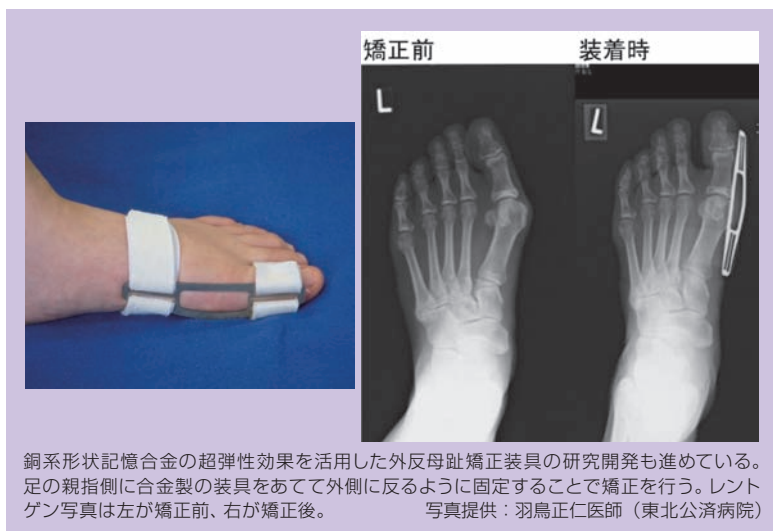 矯正前
装着時
L
L
銅系形状記憶合金の超弾性効果を活用した外反母趾矯正装具の研究開発も進めている。
足の親指側に合金製の装具をあてて外側に反るように固定することで矯正を行う。レント
ゲン写真は左が矯正前、右が矯正後。 写真提供：羽鳥正仁医師（東北公済病院）